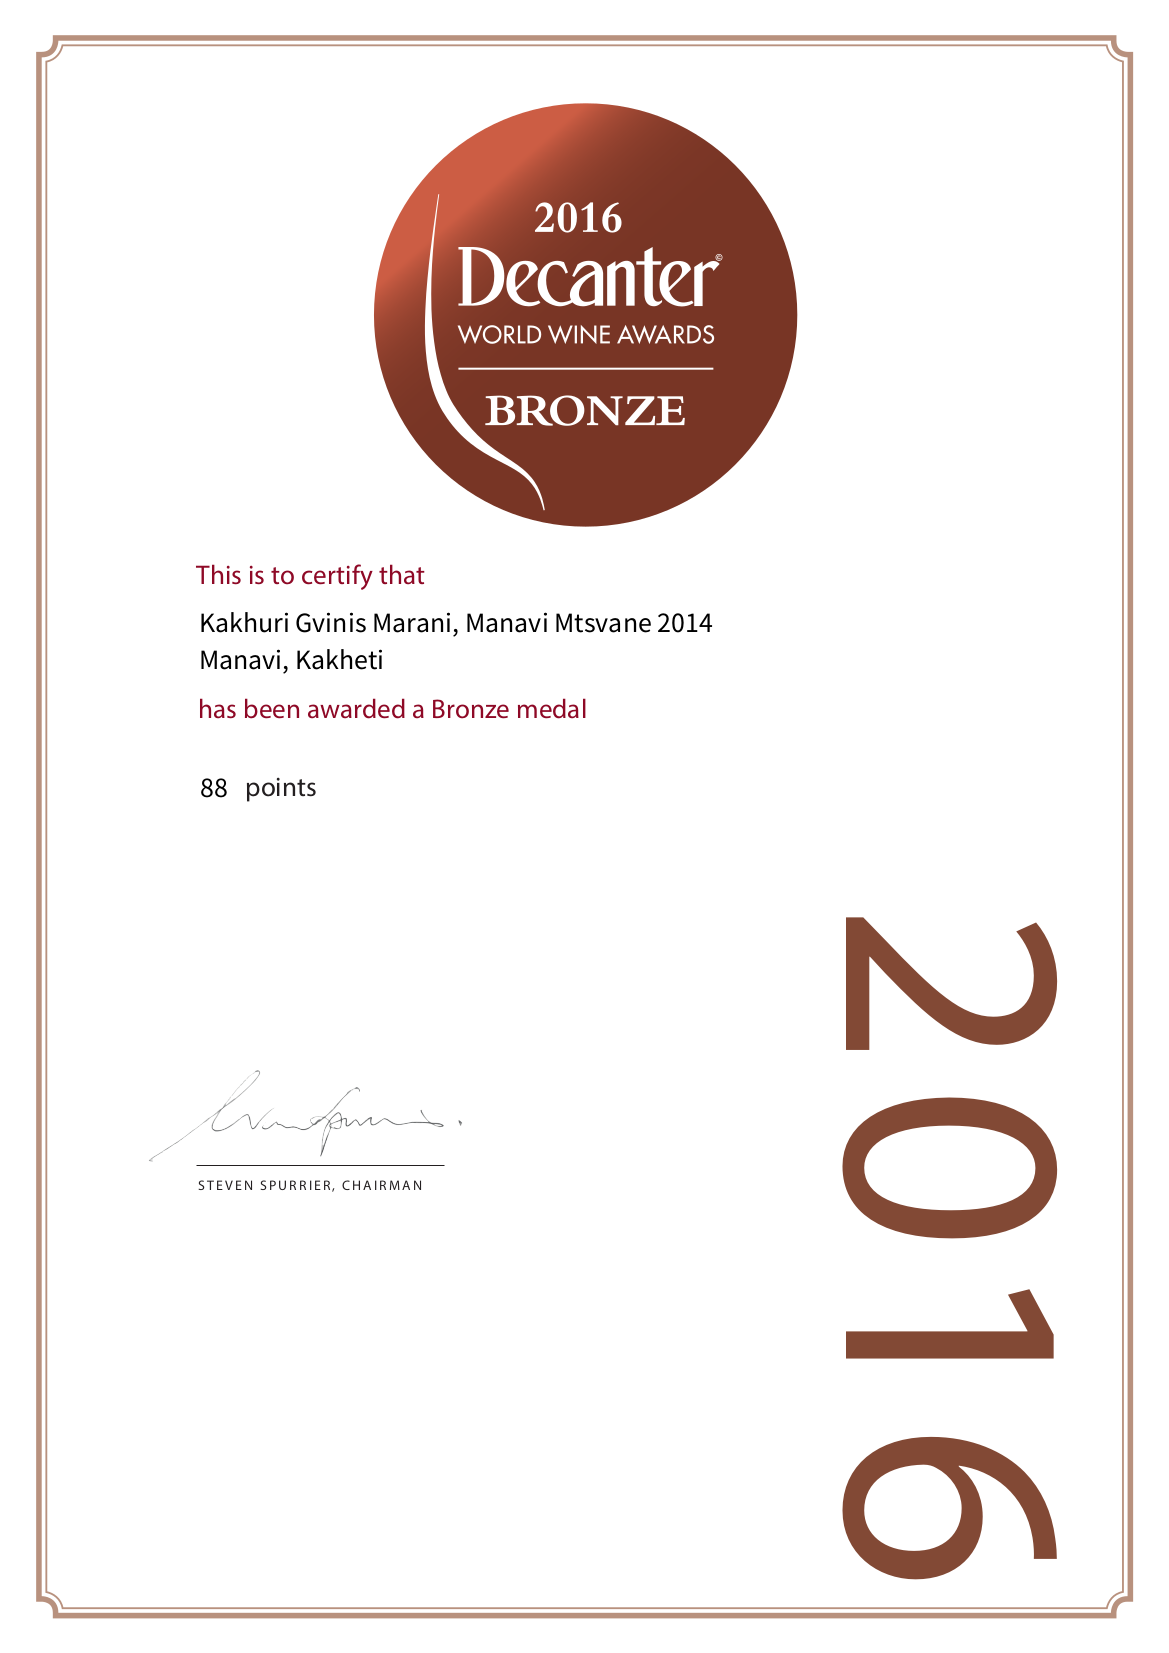 2016
Decanter©
WORLD WINE AWARDS
BRONZE
This is to certify that
Kakhuri Gvinis Marani, Manavi Mtsvane 2014
Manavi, Kakheti
has been awarded a Bronze medal
88 points
STEVEN SPURRIER, CHAIRMAN
2016